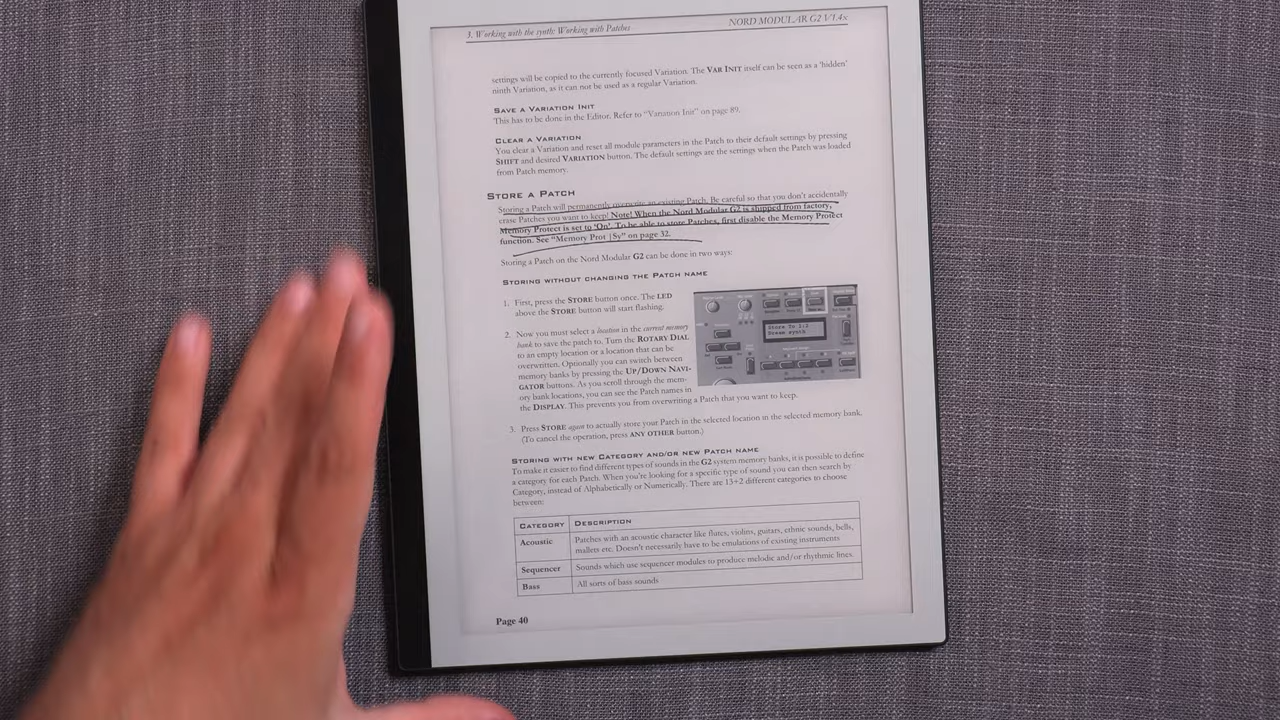 3. Working with the synth: Working with Patches
NORD MODULAR G2 V1.4x
settings will be copied to the currently focused Variation. The VAR INIT itself can be seen as a 'hidden'
ninth Variation, as it can not be used as a regular Variation.
SAVE A VARIATION INIT
This has to be done in the Editor. Refer to "Variation Init" on page 89.
CLEAR A VARIATION
You clear a Variation and reset all module parameters in the Patch to their default settings by pressing
SHIFT and desired VARIATION button. The default settings are the settings when the Patch was loaded
from Patch memory.
STORE A PATCH
Storing a Patch will permanently overwrite an existing Patch. Be careful so that you don't accidentally
erase Patches you want to keep! Note! When the Nord Modular G2 is shipped from factory,
Memory Protect is set to 'On'. To be able to store Patches, first disable the Memory Protect
function. See "Memory Prot |Sy" on page 32.
Storing a Patch on the Nord Modular G2 can be done in two ways:
STORING WITHOUT CHANGING THE PATCH NAME
1. First, press the STORE button once. The LED
above the STORE button will start flashing.
2. Now you must select a location in the current memory
bank to save the patch to. Turn the ROTARY DIAL
to an empty location or a location that can be
overwritten. Optionally you can switch between
memory banks by pressing the UP/DOWN NAVI-
GATOR buttons. As you scroll through the mem-
ory bank locations, you can see the Patch names in
the DISPLAY. This prevents you from overwriting a Patch that you want to keep.
Store To 1:1
Dream synth
3. Press STORE again to actually store your Patch in the selected location in the selected memory bank.
(To cancel the operation, press ANY OTHER button.)
STORING WITH NEW CATEGORY AND/OR NEW PATCH NAME
To make it easier to find different types of sounds in the G2 system memory banks, it is possible to define
a category for each Patch. When you're looking for a specific type of sound you can then search by
Category, instead of Alphabetically or Numerically. There are 13+2 different categories to choose
between:
CATEGORY DESCRIPTION
Acoustic Patches with an acoustic character like flutes, violins, guitars, ethnic sounds, bells,
mallets etc. Doesn't necessarily have to be emulations of existing instruments
Sequencer Sounds which use sequencer modules to produce melodic and/or rhythmic lines.
Bass All sorts of bass sounds
Page 40